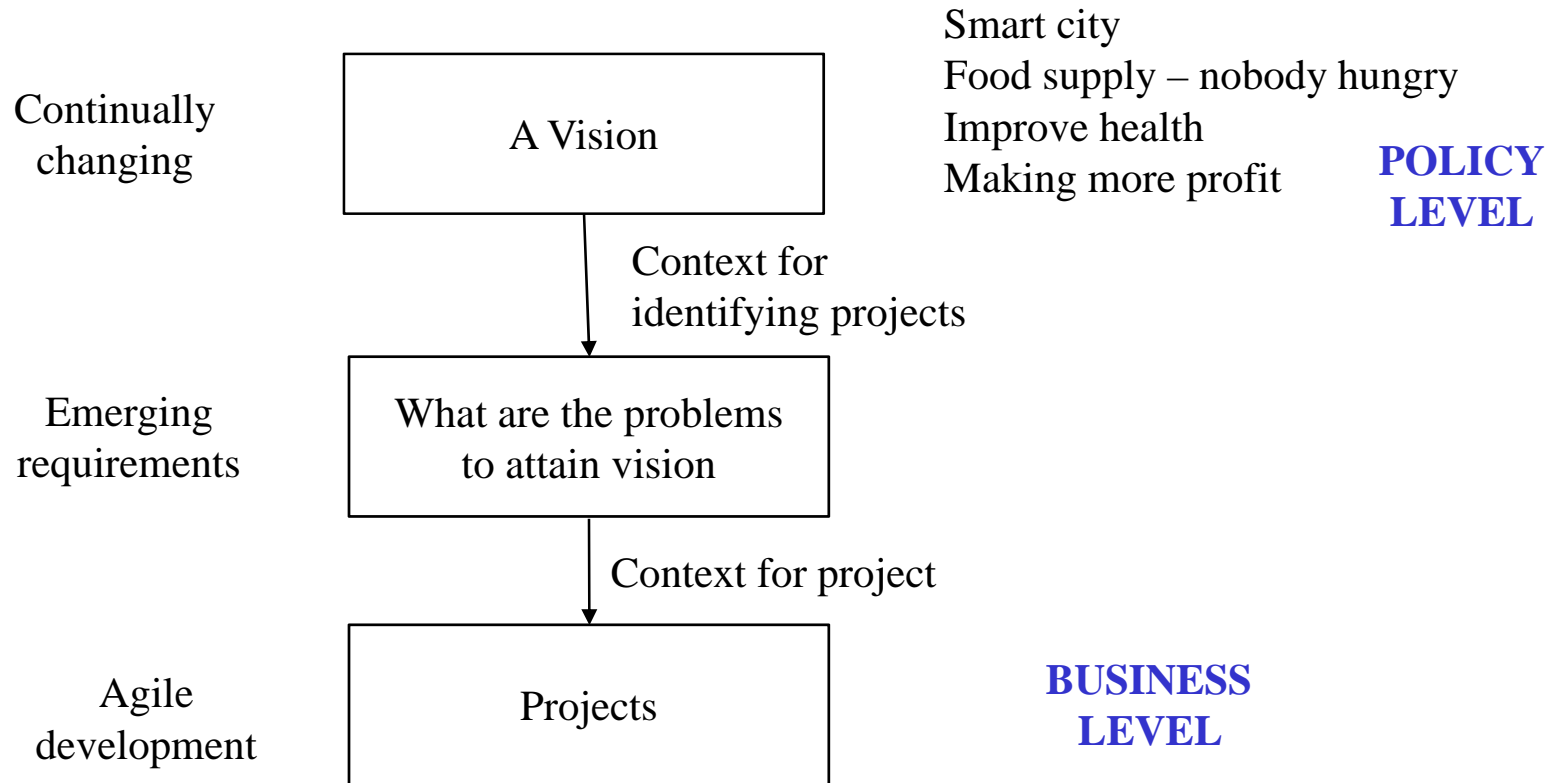 Smart city
Food supply – nobody hungry
Improve health
Making more profit
POLICY
LEVEL
Continually
changing
A Vision
Context for
identifying projects
Emerging
requirements
What are the problems
to attain vision
Context for project
Agile
development
Projects
BUSINESS
LEVEL